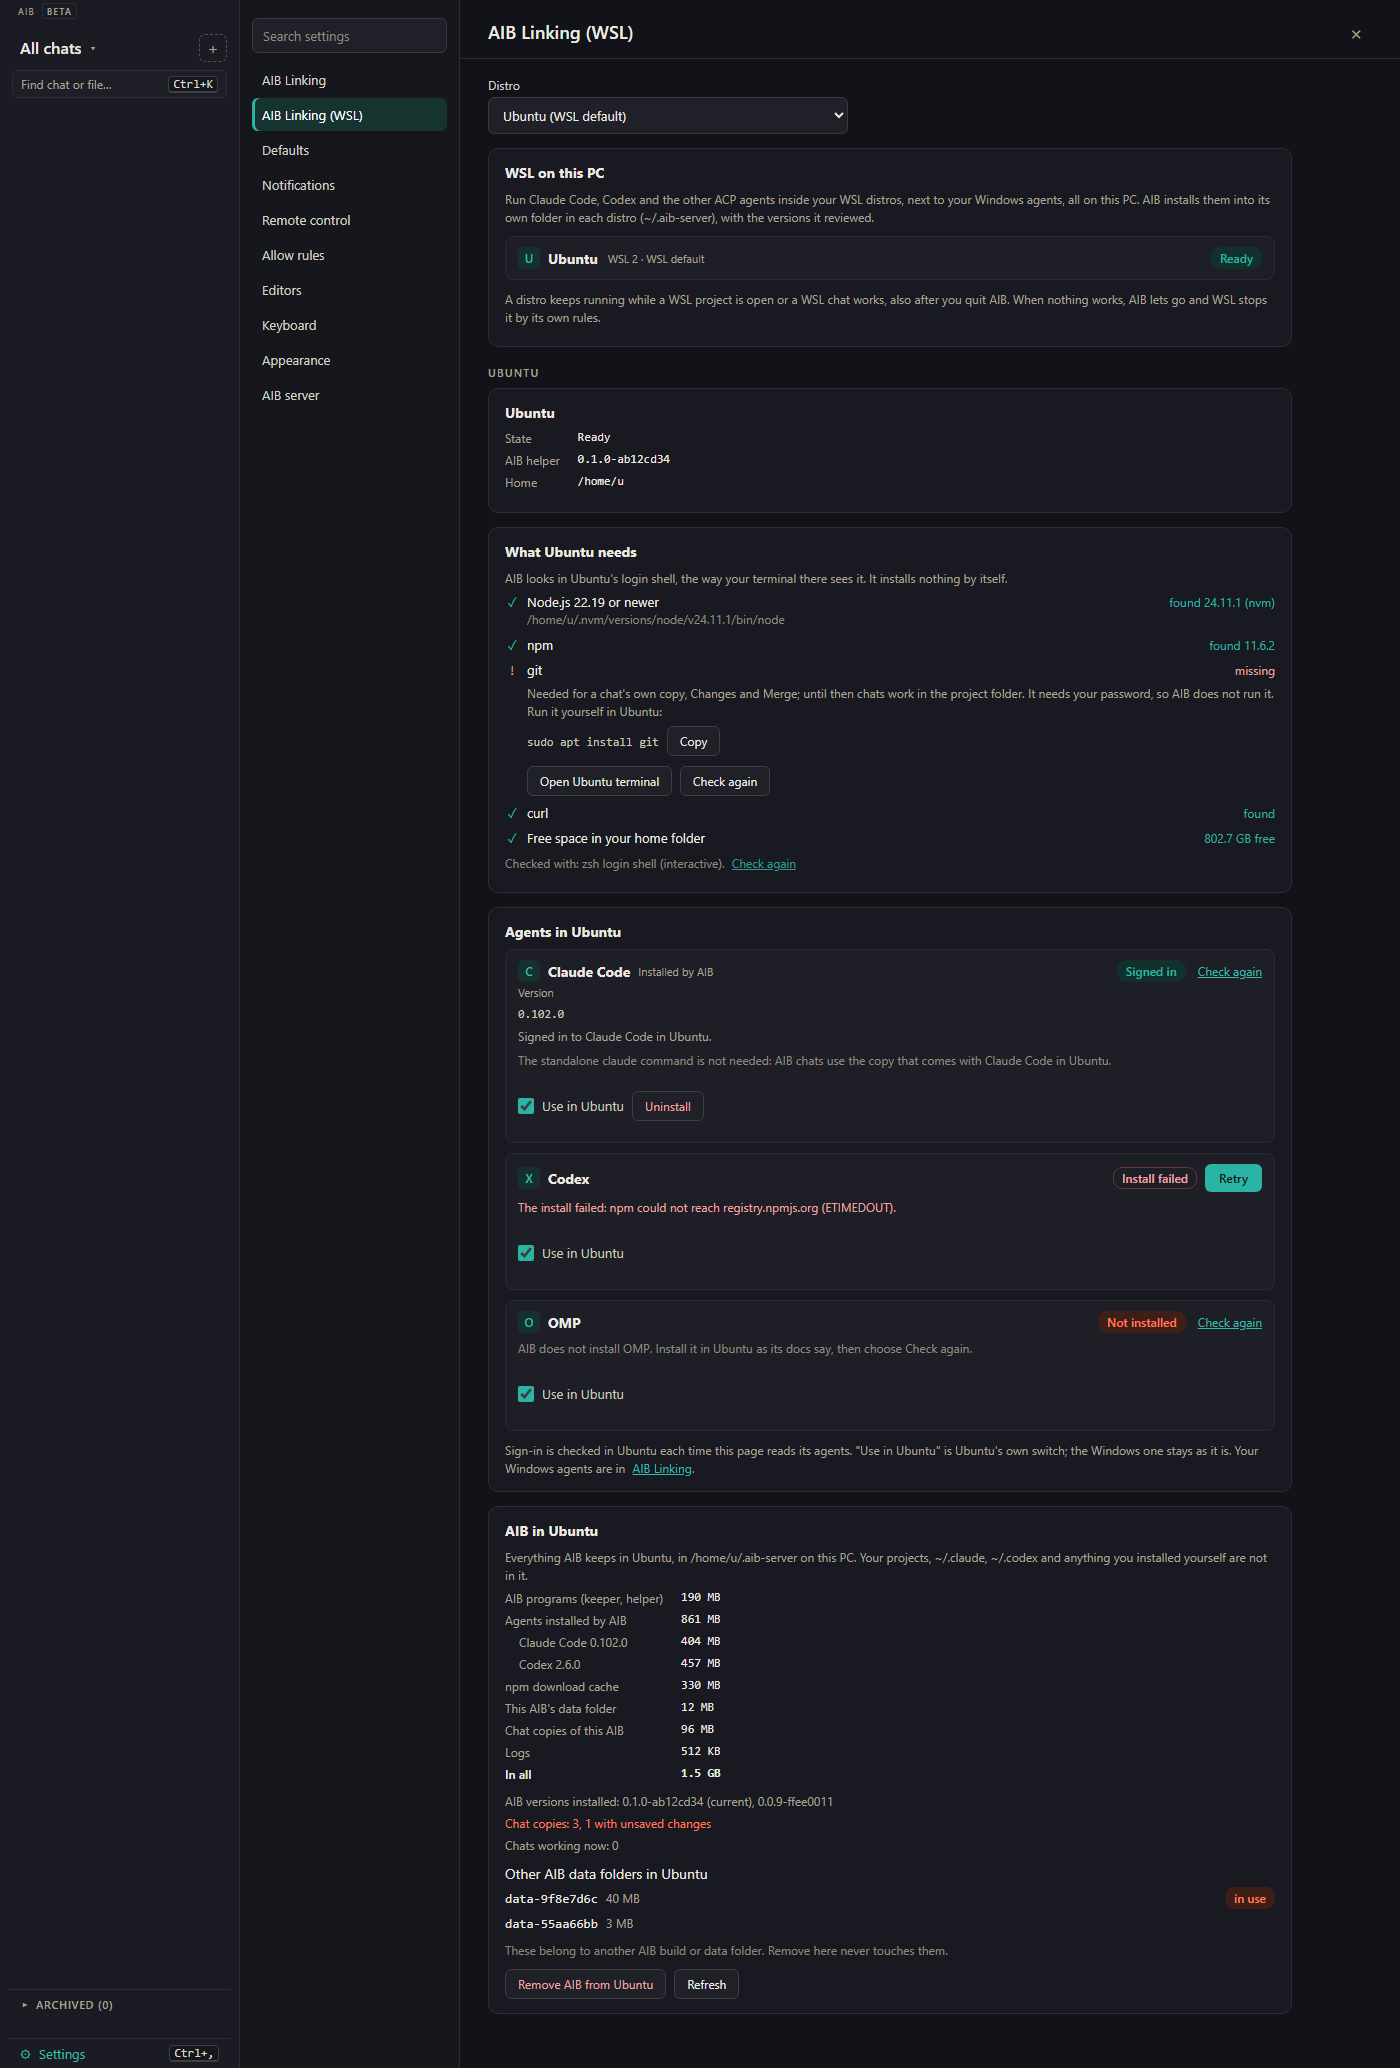 AIB BETA
All chats
+
Find chat or file... Ctrl+K
ARCHIVED (0)
Settings Ctrl+,
Search settings
AIB Linking
AIB Linking (WSL)
Defaults
Notifications
Remote control
Allow rules
Editors
Keyboard
Appearance
AIB server
AIB Linking (WSL)
Distro
Ubuntu (WSL default)
WSL on this PC
Run Claude Code, Codex and the other ACP agents inside your WSL distros, next to your Windows agents, all on this PC. AIB installs them into its
own folder in each distro (~/.aib-server), with the versions it reviewed.
U Ubuntu WSL 2 · WSL default Ready
A distro keeps running while a WSL project is open or a WSL chat works, also after you quit AIB. When nothing works, AIB lets go and WSL stops
it by its own rules.
UBUNTU
Ubuntu
State Ready
AIB helper 0.1.0-ab12cd34
Home /home/u
What Ubuntu needs
AIB looks in Ubuntu's login shell, the way your terminal there sees it. It installs nothing by itself.
✓ Node.js 22.19 or newer found 24.11.1 (nvm)
/home/u/.nvm/versions/node/v24.11.1/bin/node
✓ npm found 11.6.2
! git missing
Needed for a chat's own copy, Changes and Merge; until then chats work in the project folder. It needs your password, so AIB does not run it.
Run it yourself in Ubuntu:
sudo apt install git Copy
Open Ubuntu terminal Check again
✓ curl found
✓ Free space in your home folder 802.7 GB free
Checked with: zsh login shell (interactive). Check again
Agents in Ubuntu
C Claude Code Installed by AIB Signed in Check again
Version
0.102.0
Signed in to Claude Code in Ubuntu.
The standalone claude command is not needed: AIB chats use the copy that comes with Claude Code in Ubuntu.
Use in Ubuntu Uninstall
X Codex Install failed Retry
The install failed: npm could not reach registry.npmjs.org (ETIMEDOUT).
Use in Ubuntu
O OMP Not installed Check again
AIB does not install OMP. Install it in Ubuntu as its docs say, then choose Check again.
Use in Ubuntu
Sign-in is checked in Ubuntu each time this page reads its agents. "Use in Ubuntu" is Ubuntu's own switch; the Windows one stays as it is. Your
Windows agents are in AIB Linking.
AIB in Ubuntu
Everything AIB keeps in Ubuntu, in /home/u/.aib-server on this PC. Your projects, ~/.claude, ~/.codex and anything you installed yourself are not
in it.
AIB programs (keeper, helper) 190 MB
Agents installed by AIB 861 MB
Claude Code 0.102.0 404 MB
Codex 2.6.0 457 MB
npm download cache 330 MB
This AIB's data folder 12 MB
Chat copies of this AIB 96 MB
Logs 512 KB
In all 1.5 GB
AIB versions installed: 0.1.0-ab12cd34 (current), 0.0.9-ffee0011
Chat copies: 3, 1 with unsaved changes
Chats working now: 0
Other AIB data folders in Ubuntu
data-9f8e7d6c 40 MB in use
data-55aa66bb 3 MB
These belong to another AIB build or data folder. Remove here never touches them.
Remove AIB from Ubuntu Refresh